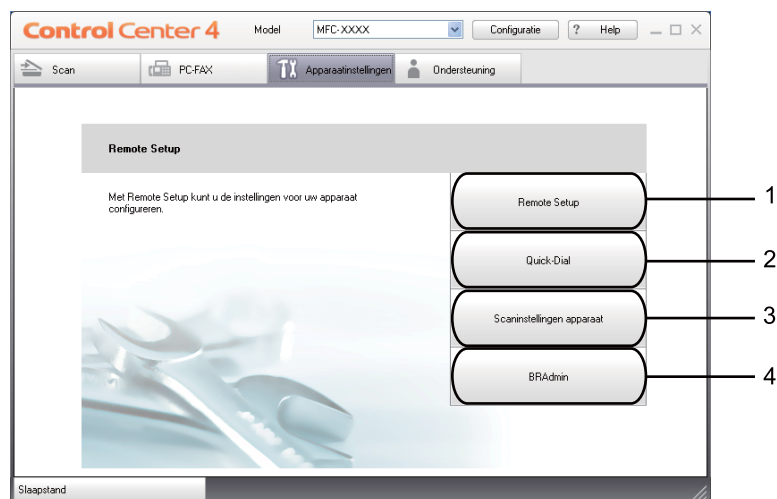 Control Center 4 Model MFC-XXXX Configuratie ? Help
Scan PC-FAX Apparaatinstellingen Ondersteuning
Remote Setup
Met Remote Setup kunt u de instellingen voor uw apparaat
configureren.
Remote Setup 1
Quick-Dial 2
Scaninstellingen apparaat 3
BRAdmin 4
Slaapstand